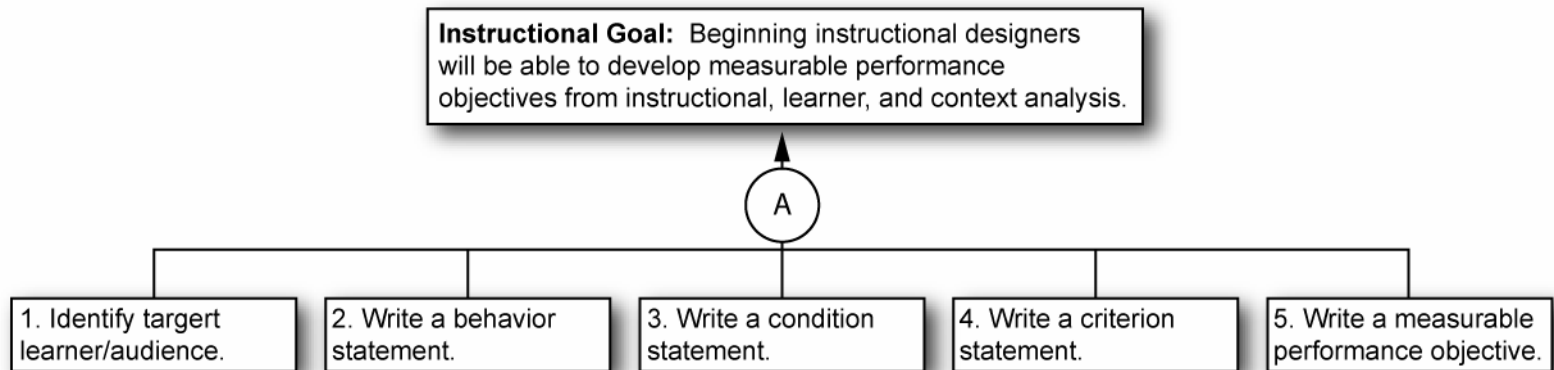 Instructional Goal: Beginning instructional designers
will be able to develop measurable performance
objectives from instructional, learner, and context analysis.
A
1. Identify targert
learner/audience.
2. Write a behavior
statement.
3. Write a condition
statement.
4. Write a criterion
statement.
5. Write a measurable
performance objective.